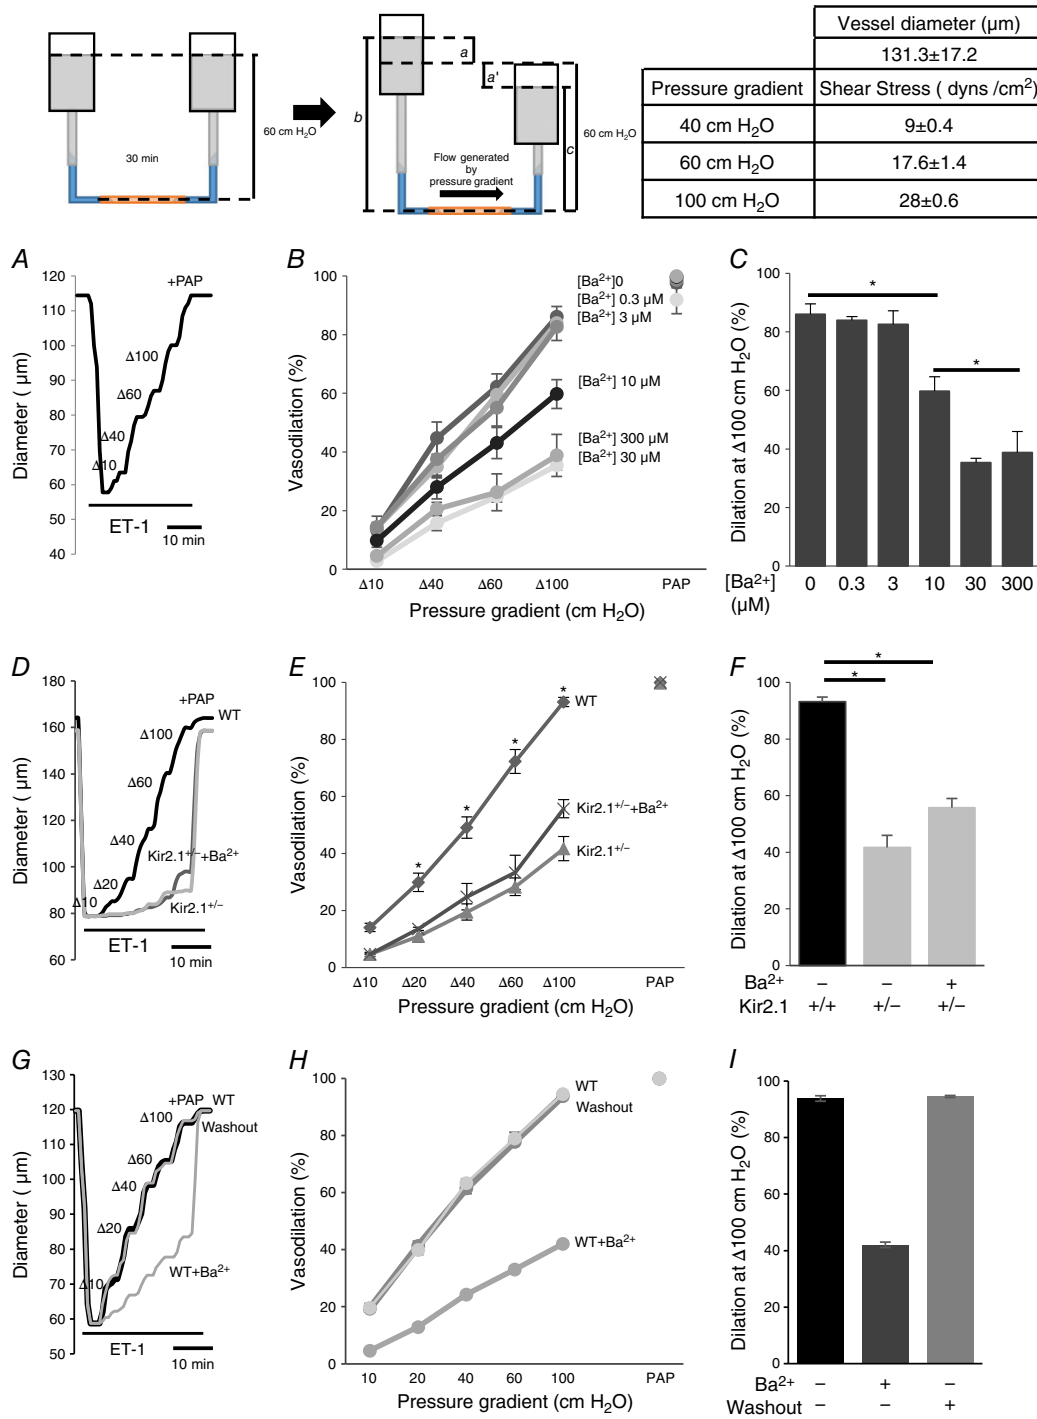 60 cm H₂O
30 min
a
a'
b
c
60 cm H₂O
Flow generated
by
pressure gradient
Vessel diameter (µm)
131.3±17.2
Pressure gradient Shear Stress ( dyns /cm²)
40 cm H₂O 9±0.4
60 cm H₂O 17.6±1.4
100 cm H₂O 28±0.6
A
120
110
100
90
80
70
60
50
40
Diameter ( µm)
+PAP
Δ100
Δ60
Δ40
Δ10
ET-1
10 min
B
100
80
60
40
20
0
Vasodilation (%)
[Ba²⁺]0
[Ba²⁺] 0.3 µM
[Ba²⁺] 3 µM
[Ba²⁺] 10 µM
[Ba²⁺] 300 µM
[Ba²⁺] 30 µM
Δ10 Δ40 Δ60 Δ100 PAP
Pressure gradient (cm H₂O)
C
Dilation at Δ100 cm H₂O (%)
100
80
60
40
20
0
*
*
[Ba²⁺] 0 0.3 3 10 30 300
(µM)
D
180
160
140
120
100
80
60
Diameter ( µm)
+PAP
WT
Δ100
Δ60
Δ40
Kir2.1⁺/⁻+Ba²⁺
Δ20
Δ10
Kir2.1⁺/⁻
ET-1
10 min
E
100
80
60
40
20
0
Vasodilation (%)
* * * * *
WT
Kir2.1⁺/⁻+Ba²⁺
Kir2.1⁺/⁻
Δ10 Δ20 Δ40 Δ60 Δ100 PAP
Pressure gradient (cm H₂O)
F
Dilation at Δ100 cm H₂O (%)
100
80
60
40
20
0
*
*
Ba²⁺ − − +
Kir2.1 +/+ +/− +/−
G
130
120
110
100
90
80
70
60
50
Diameter ( µm)
+PAP WT
Δ100 Washout
Δ60
Δ40
Δ20
Δ10
WT+Ba²⁺
ET-1
10 min
H
100
80
60
40
20
0
Vasodilation (%)
WT
Washout
WT+Ba²⁺
10 20 40 60 100 PAP
Pressure gradient (cm H₂O)
I
Dilation at Δ100 cm H₂O (%)
100
80
60
40
20
0
Ba²⁺ − + −
Washout − − +